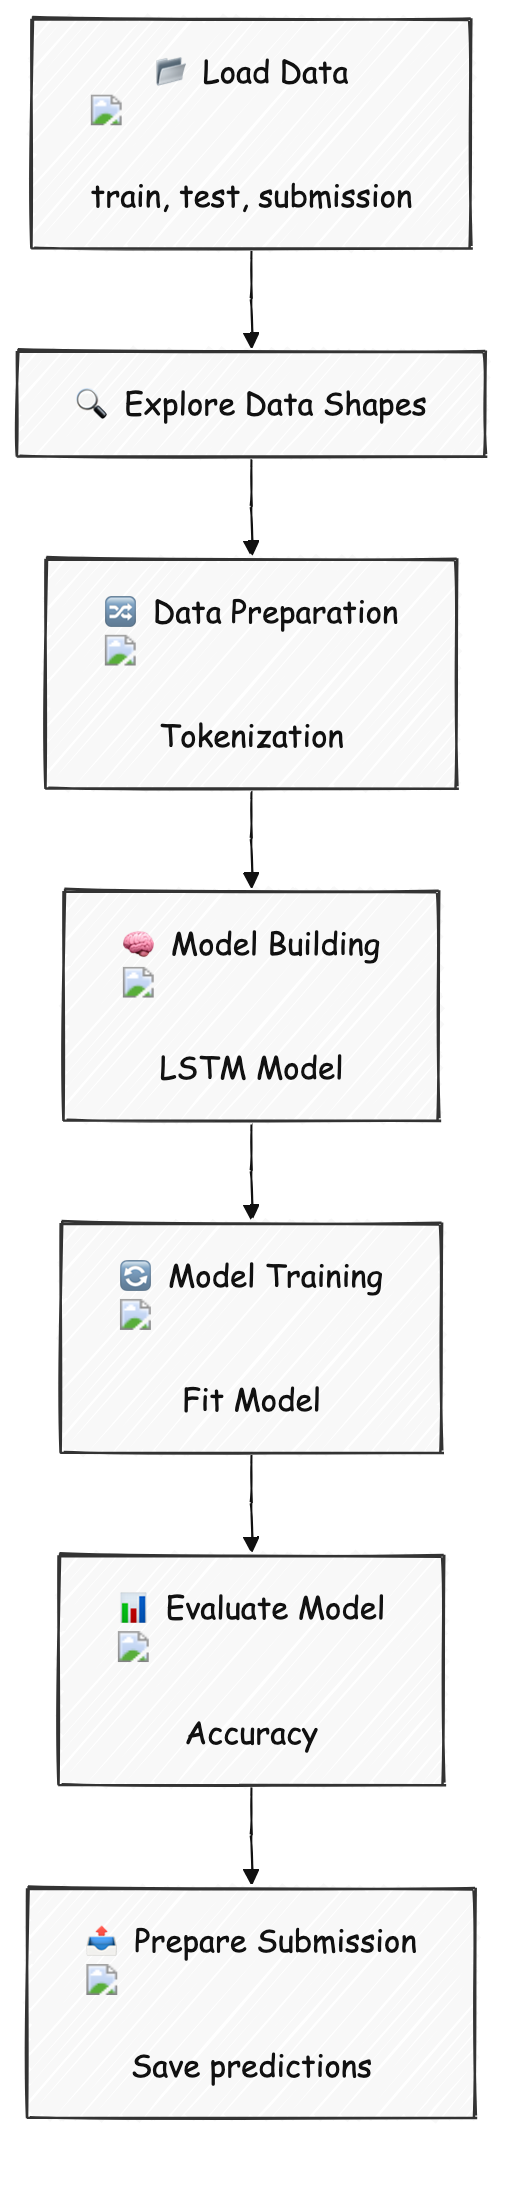 Load Data
train, test, submission
Explore Data Shapes
Data Preparation
Tokenization
Model Building
LSTM Model
Model Training
Fit Model
Evaluate Model
Accuracy
Prepare Submission
Save predictions